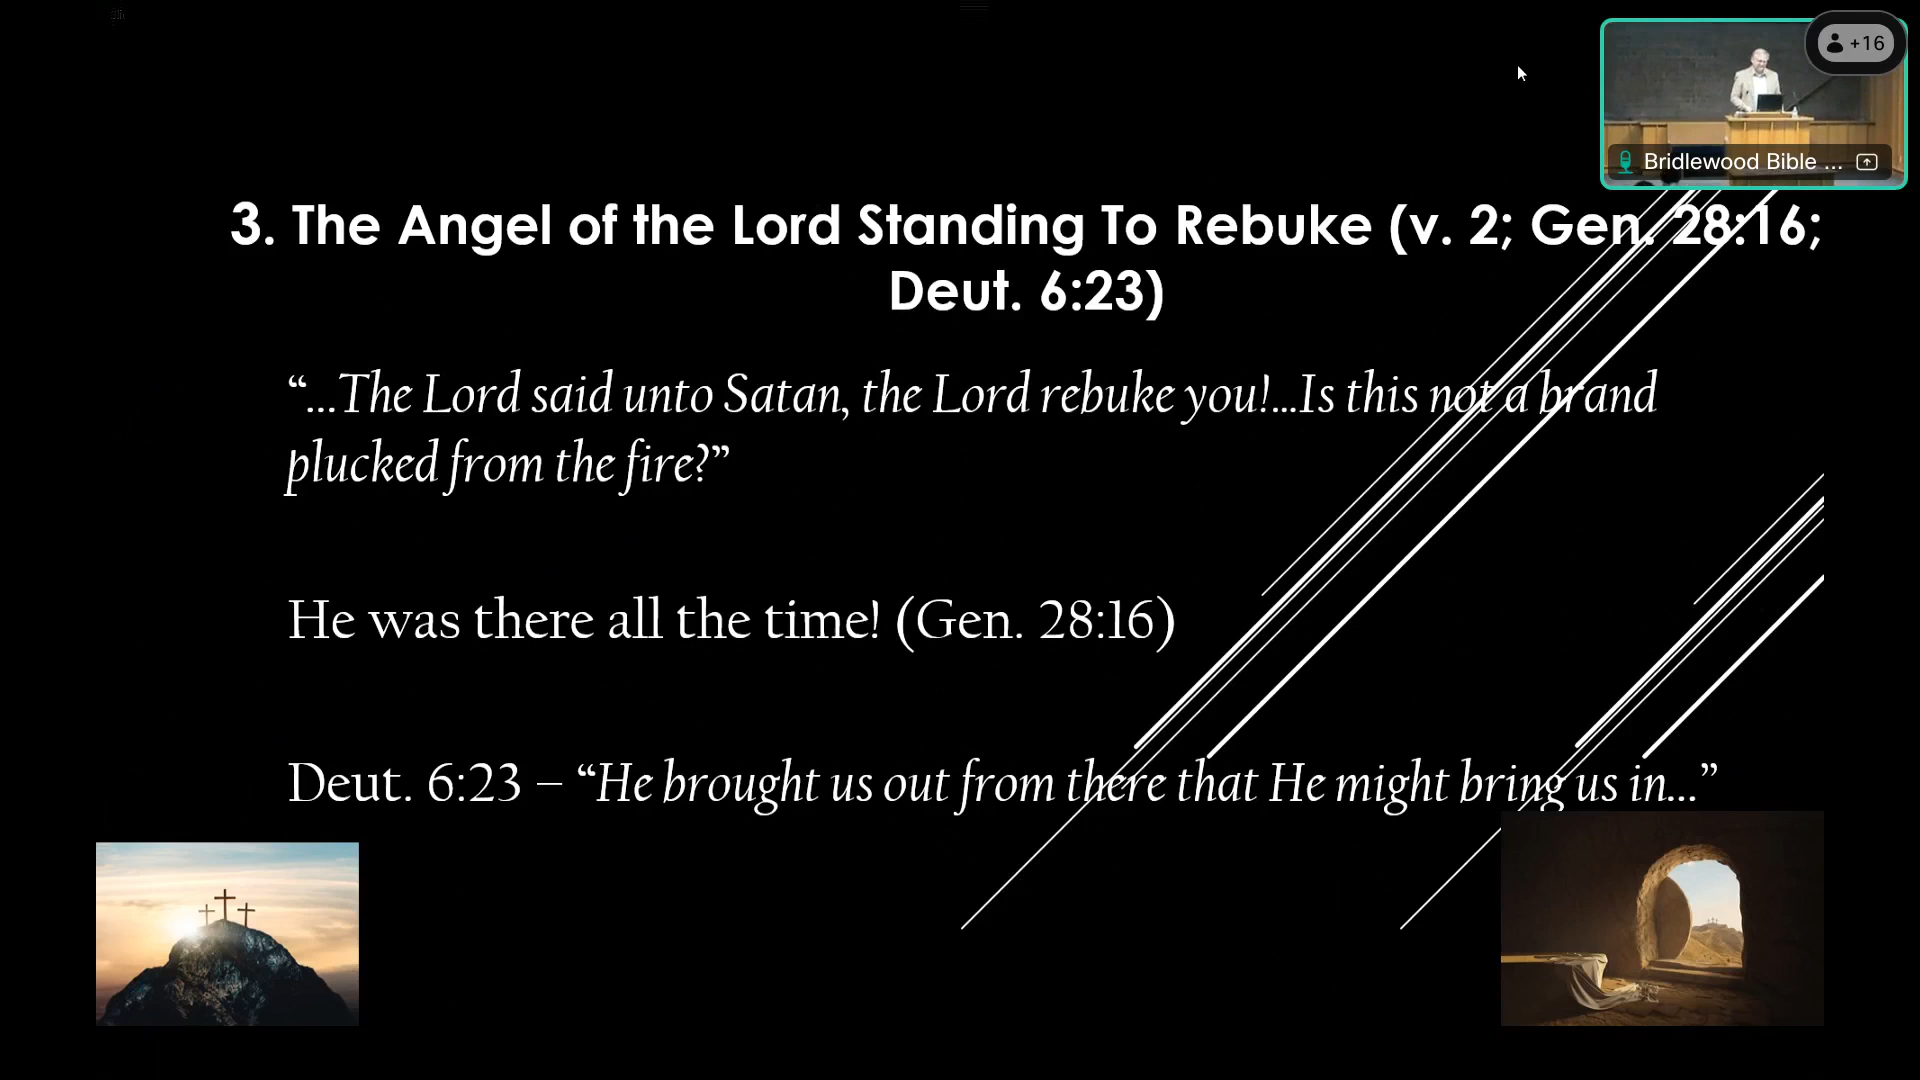 +16
Bridlewood Bible ...
3. The Angel of the Lord Standing To Rebuke (v. 2; Gen. 28:16;
Deut. 6:23)
“...The Lord said unto Satan, the Lord rebuke you!...Is this not a brand
plucked from the fire?”
He was there all the time! (Gen. 28:16)
Deut. 6:23 – “He brought us out from there that He might bring us in...”